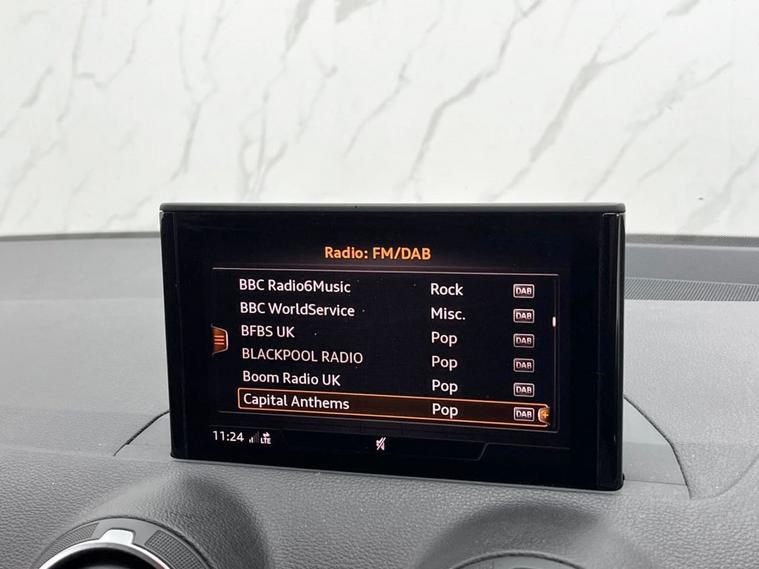 Radio: FM/DAB
BBC Radio6Music Rock DAB
BBC WorldService Misc. DAB
BFBS UK Pop DAB
BLACKPOOL RADIO Pop DAB
Boom Radio UK Pop DAB
Capital Anthems Pop DAB
11:24 LTE